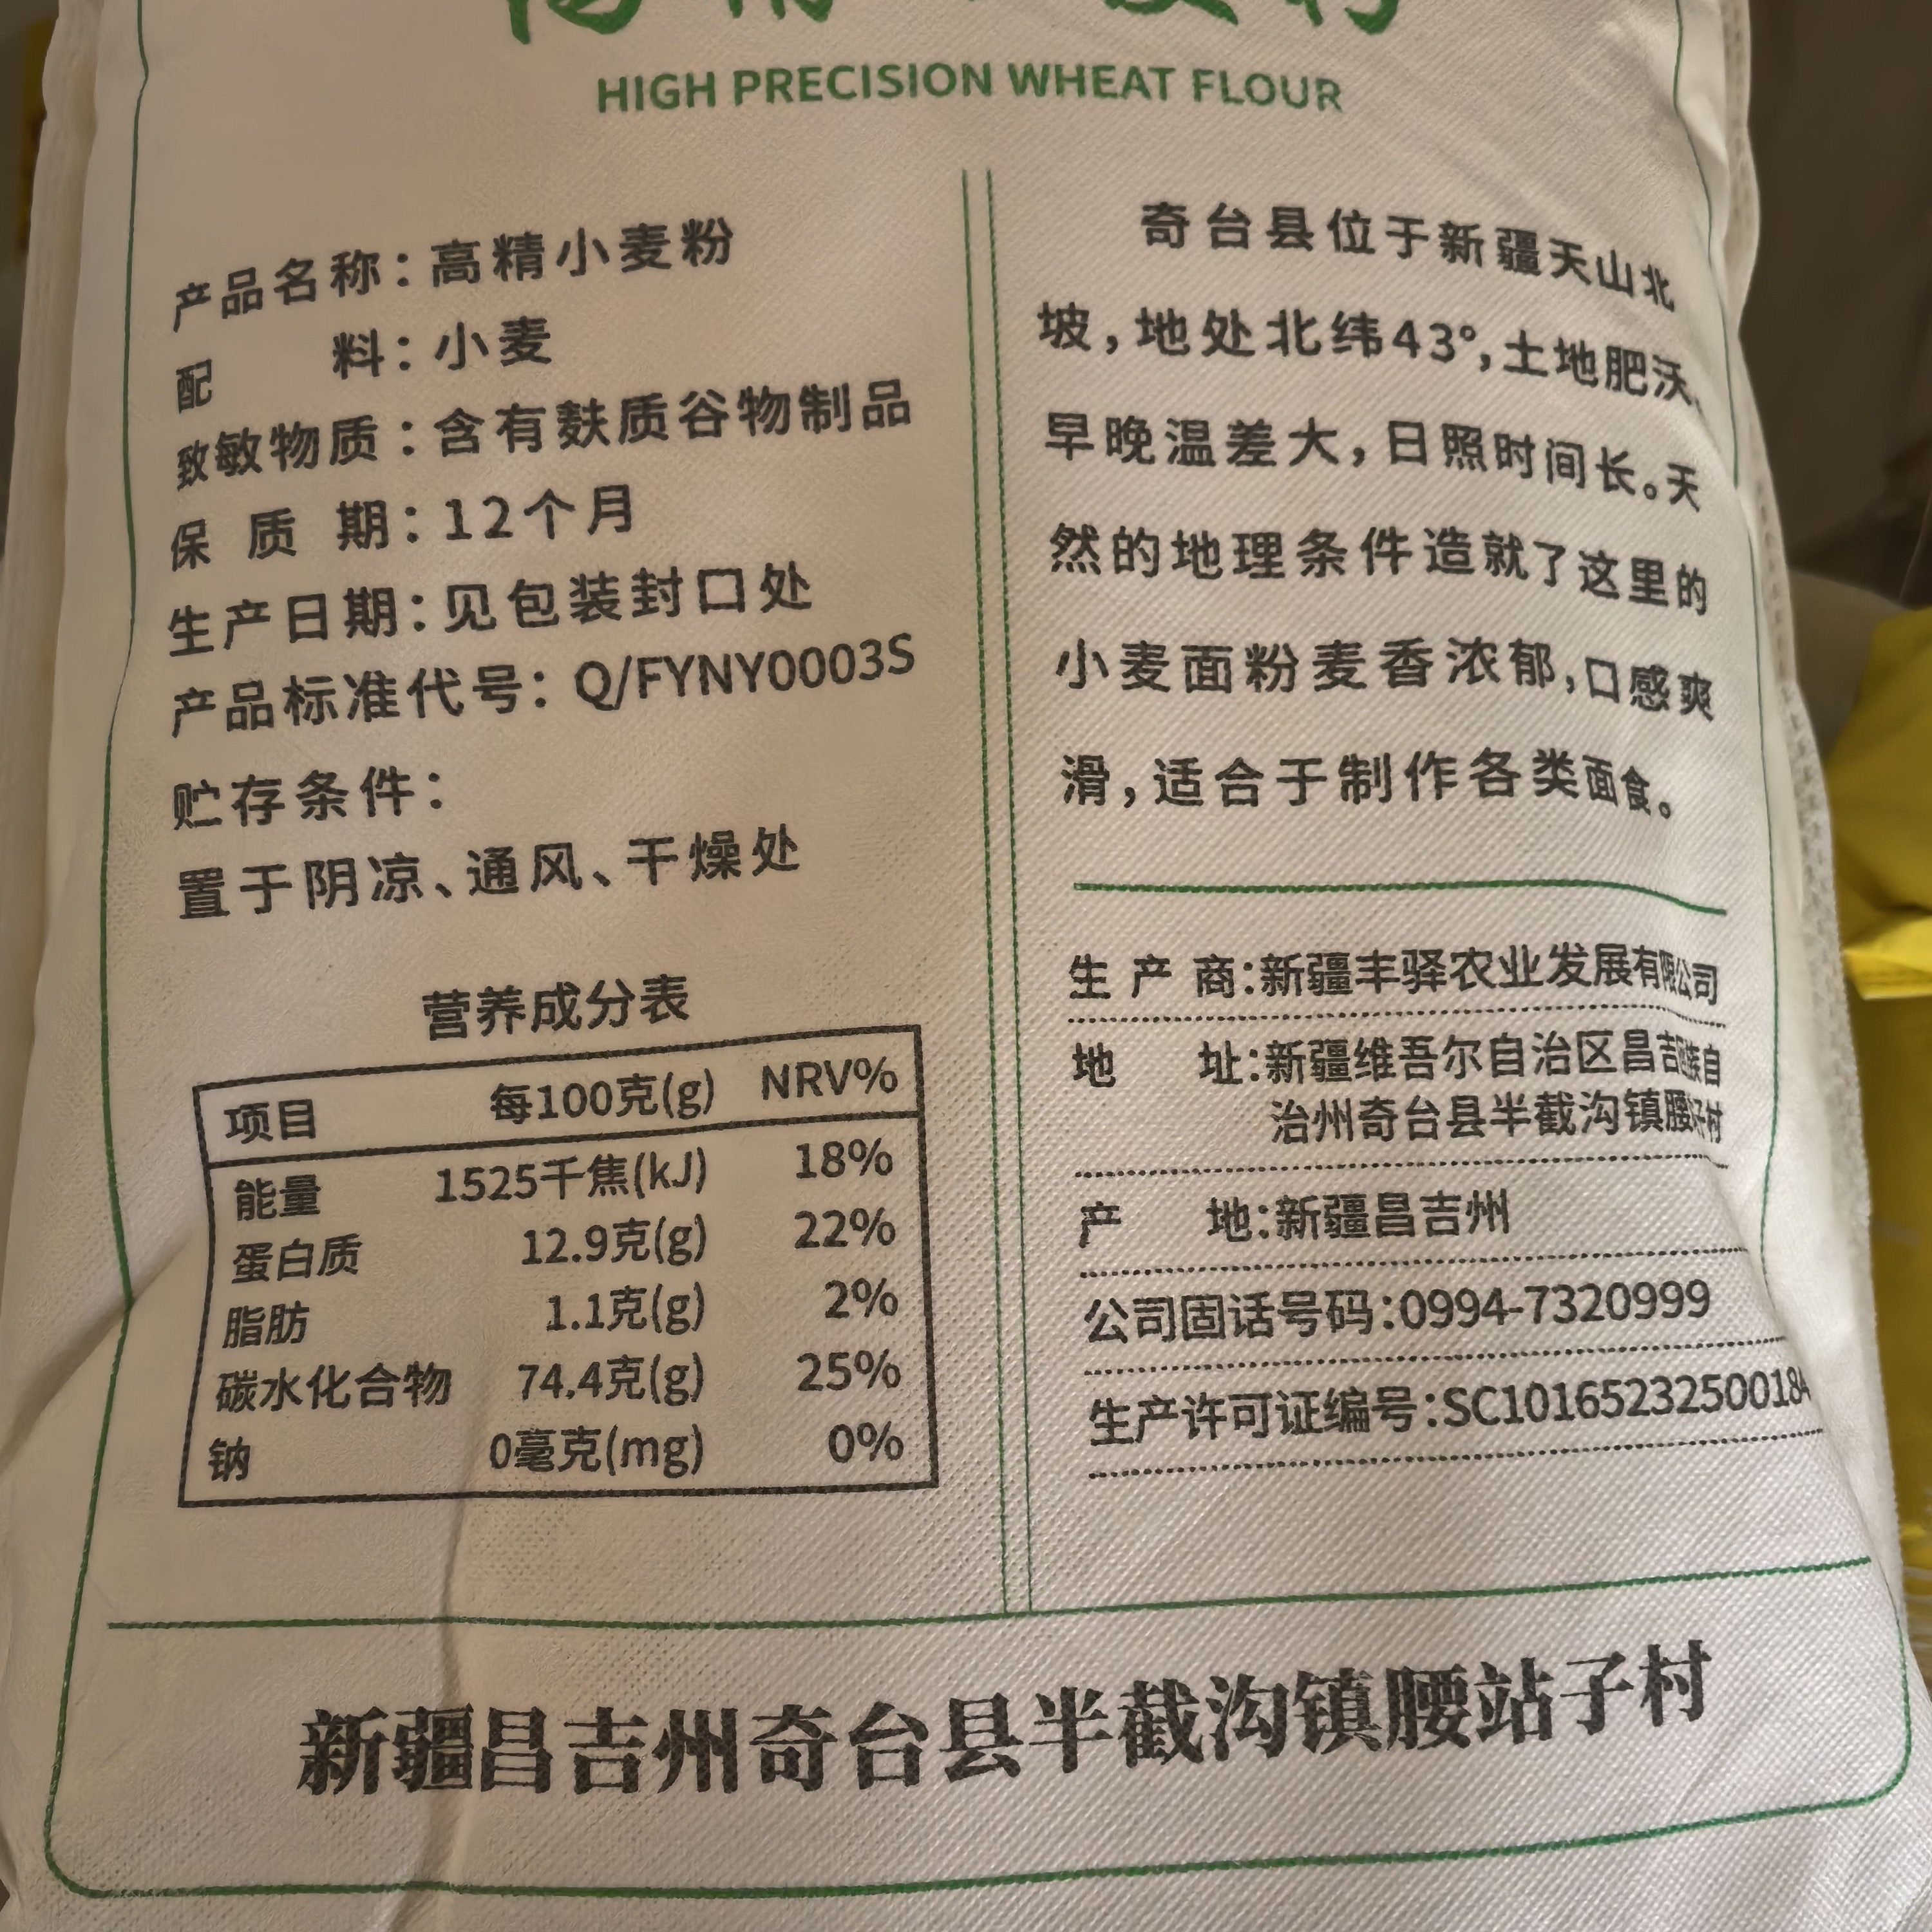 HIGH PRECISION WHEAT FLOUR
产品名称：高精小麦粉
配 料：小麦
致敏物质：含有麸质谷物制品
保 质 期：12个月
生产日期：见包装封口处
产品标准代号：Q/FYNY0003S
贮存条件：
置于阴凉、通风、干燥处
营养成分表
项目 每100克(g) NRV%
能量 1525千焦(kJ) 18%
蛋白质 12.9克(g) 22%
脂肪 1.1克(g) 2%
碳水化合物 74.4克(g) 25%
钠 0毫克(mg) 0%
奇台县位于新疆天山北
坡，地处北纬43°，土地肥沃，
早晚温差大，日照时间长。天
然的地理条件造就了这里的
小麦面粉麦香浓郁，口感爽
滑，适合于制作各类面食。
生 产 商：新疆丰驿农业发展有限公司
地 址：新疆维吾尔自治区昌吉族自
治州奇台县半截沟镇腰村
产 地：新疆昌吉州
公司固话号码：0994-7320999
生产许可证编号：SC1016523250018
新疆昌吉州奇台县半截沟镇腰站子村